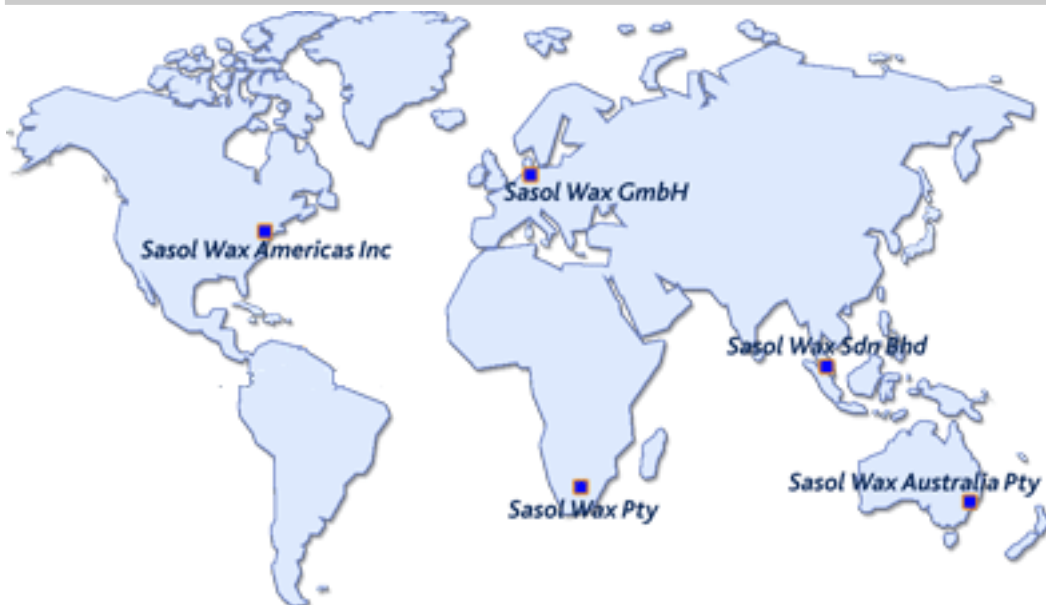 Sasol Wax GmbH
Sasol Wax Americas Inc
Sasol Wax Sdn Bhd
Sasol Wax Australia Pty
Sasol Wax Pty